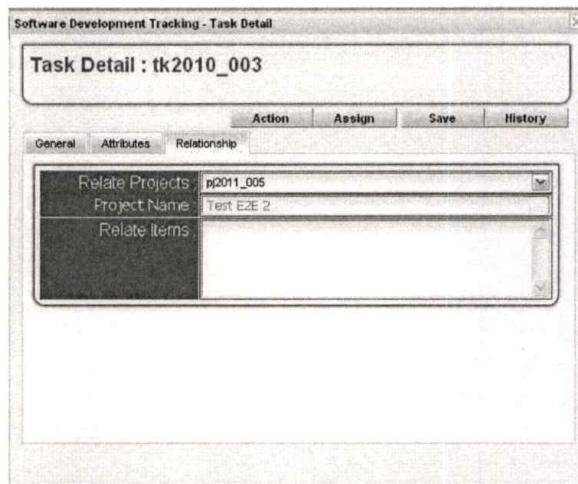 Software Development Tracking - Task Detail
Task Detail : tk2010_003
Action Assign Save History
General Attributes Relationship
Relate Projects : pj2011_005
Project Name : Test E2E 2
Relate Items :